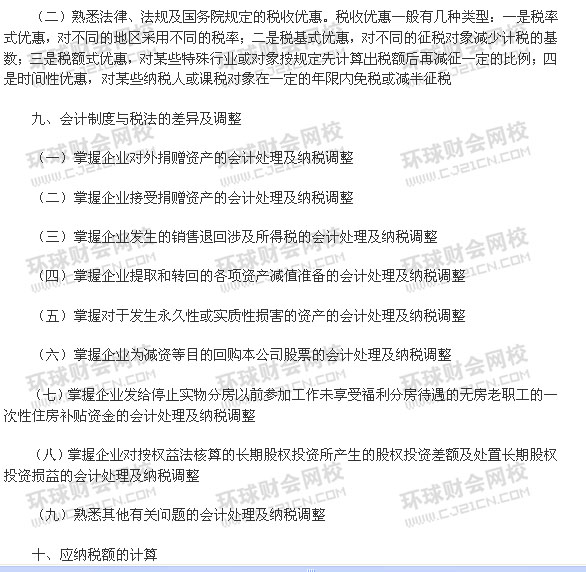 （二）熟悉法律、法规及国务院规定的税收优惠。税收优惠一般有几种类型：一是税率
式优惠，对不同的地区采用不同的税率；二是税基式优惠，对不同的征税对象减少计税的基
数；三是税额式优惠，对某些特殊行业或对象按规定先计算出税额后再减征一定的比例；四
是时间性优惠，对某些纳税人或课税对象在一定的年限内免税或减半征税
九、会计制度与税法的差异及调整
（一）掌握企业对外捐赠资产的会计处理及纳税调整
（二）掌握企业接受捐赠资产的会计处理及纳税调整
（三）掌握企业发生的销售退回涉及所得税的会计处理及纳税调整
（四）掌握企业提取和转回的各项资产减值准备的会计处理及纳税调整
（五）掌握对于发生永久性或实质性损害的资产的会计处理及纳税调整
（六）掌握企业为减资等目的回购本公司股票的会计处理及纳税调整
（七）掌握企业发给停止实物分房以前参加工作未享受福利分房待遇的无房老职工的一
次性住房补贴资金的会计处理及纳税调整
（八）掌握企业对按权益法核算的长期股权投资所产生的股权投资差额及处置长期股权
投资损益的会计处理及纳税调整
（九）熟悉其他有关问题的会计处理及纳税调整
十、应纳税额的计算
环球财会网校
WWW.CJ21CN.COM